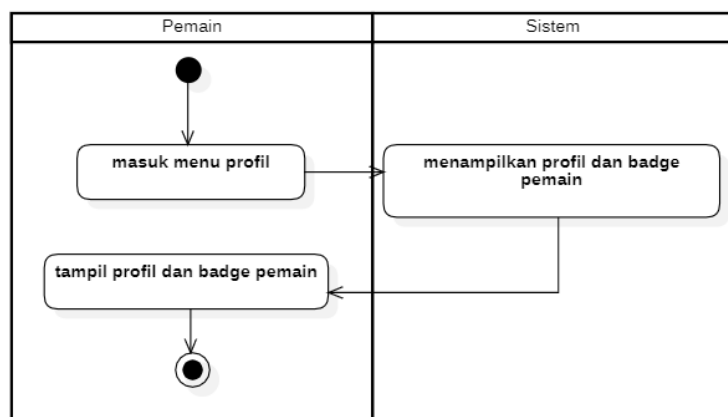 Pemain
Sistem
masuk menu profil
menampilkan profil dan badge
pemain
tampil profil dan badge pemain